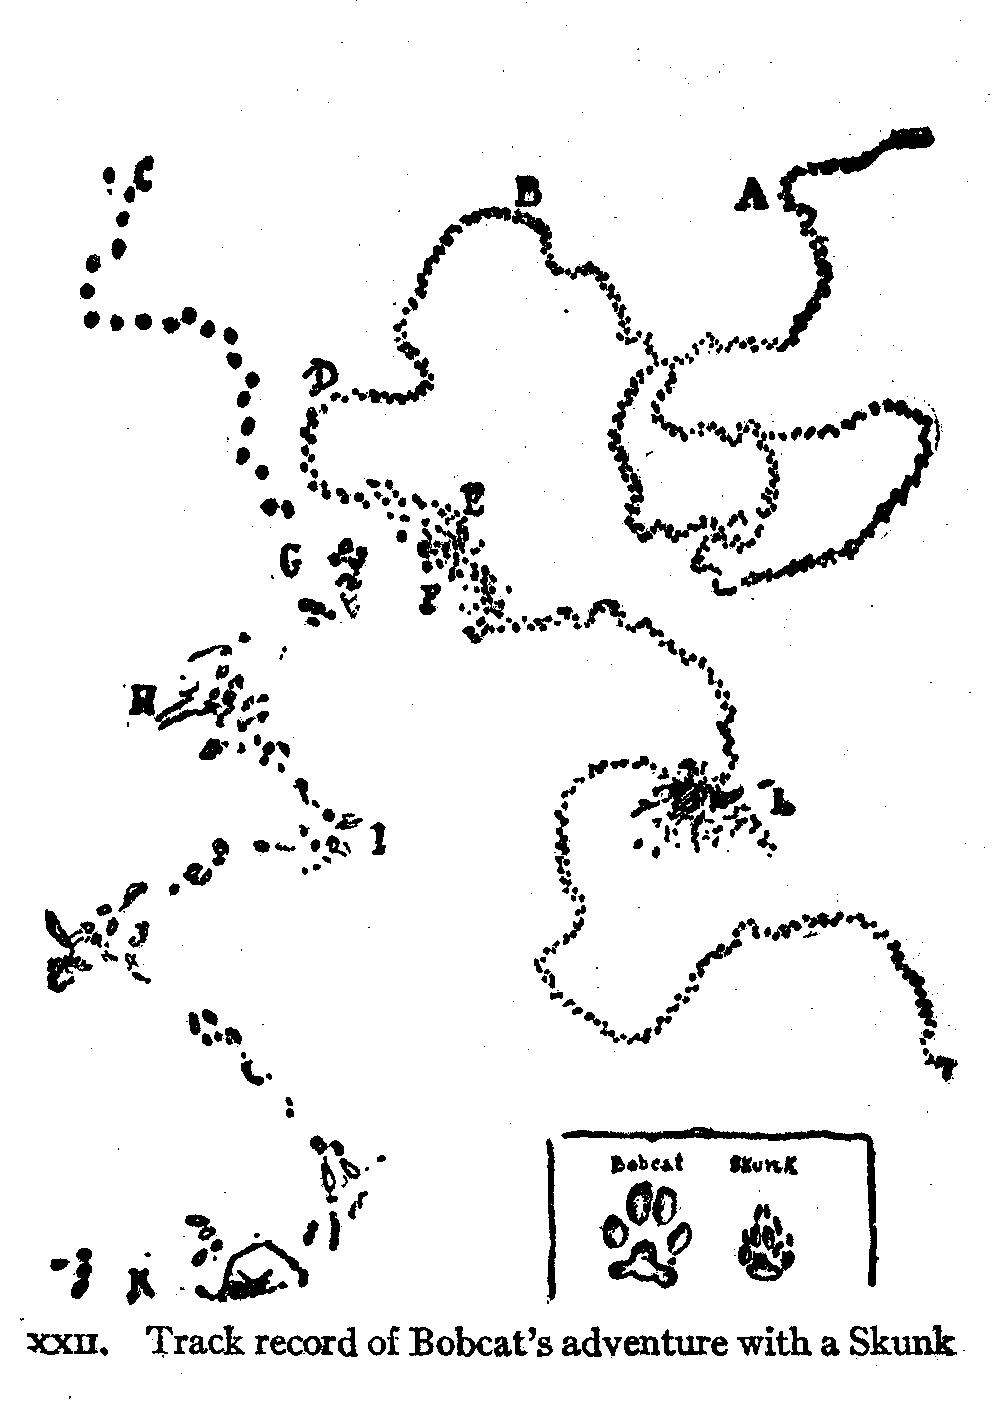 C
B
A
D
E
G
F
H
I
L
Bobcat Skunk
K
XXII. Track record of Bobcat's adventure with a Skunk